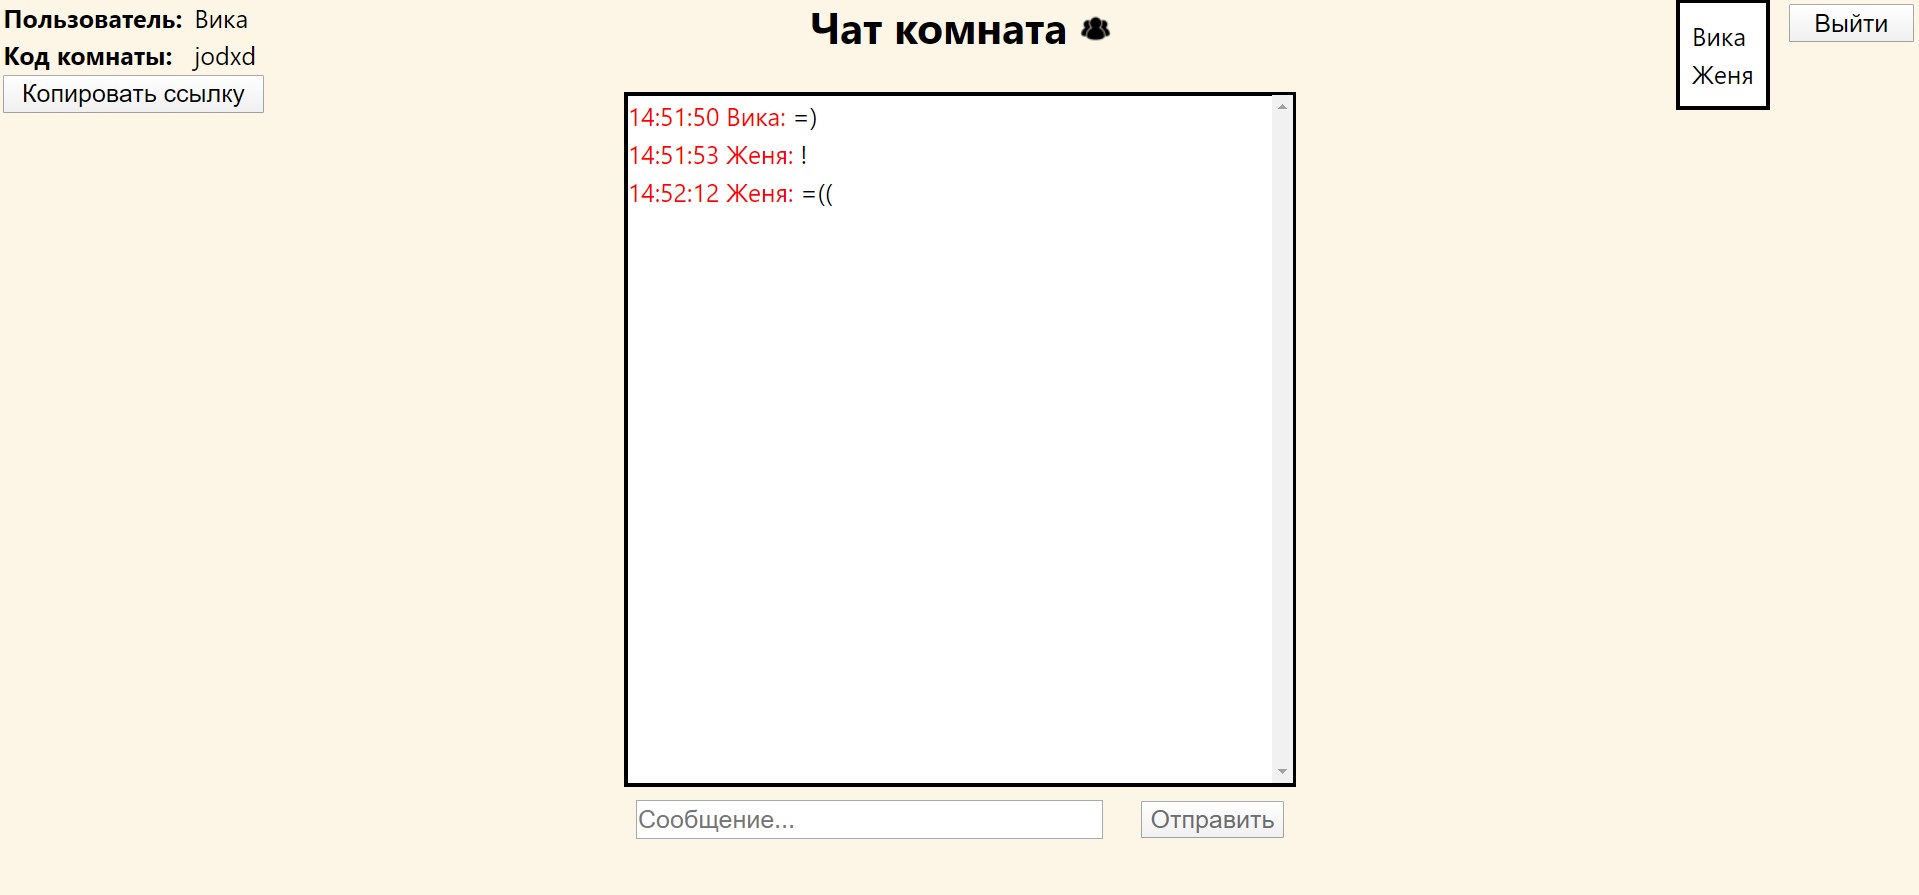 Пользователь: Вика
Код комнаты: jodxd
Копировать ссылку
Чат комната
Вика
Женя
Выйти
14:51:50 Вика: =)
14:51:53 Женя: !
14:52:12 Женя: =((
Сообщение...
Отправить